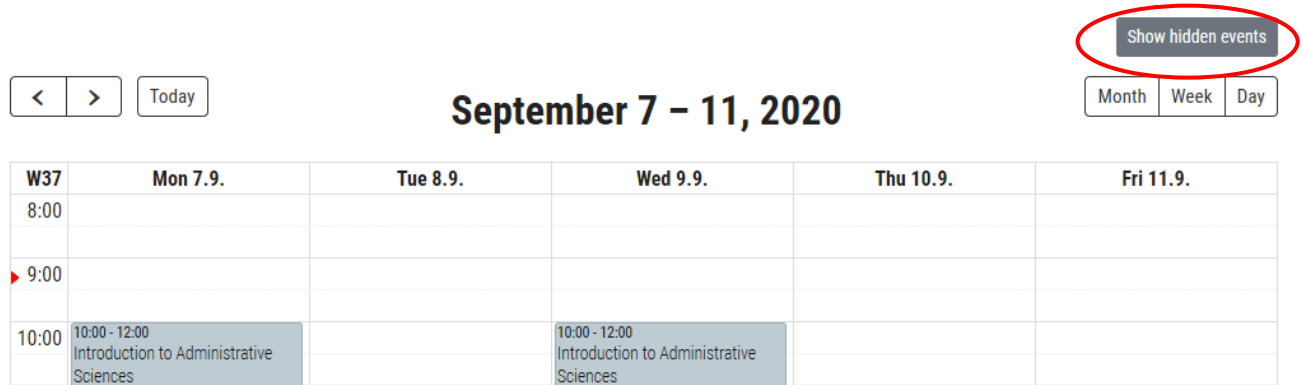 Show hidden events
< > Today
September 7 – 11, 2020
Month Week Day
W37 Mon 7.9. Tue 8.9. Wed 9.9. Thu 10.9. Fri 11.9.
8:00
9:00
10:00
10:00 - 12:00
Introduction to Administrative
Sciences
10:00 - 12:00
Introduction to Administrative
Sciences